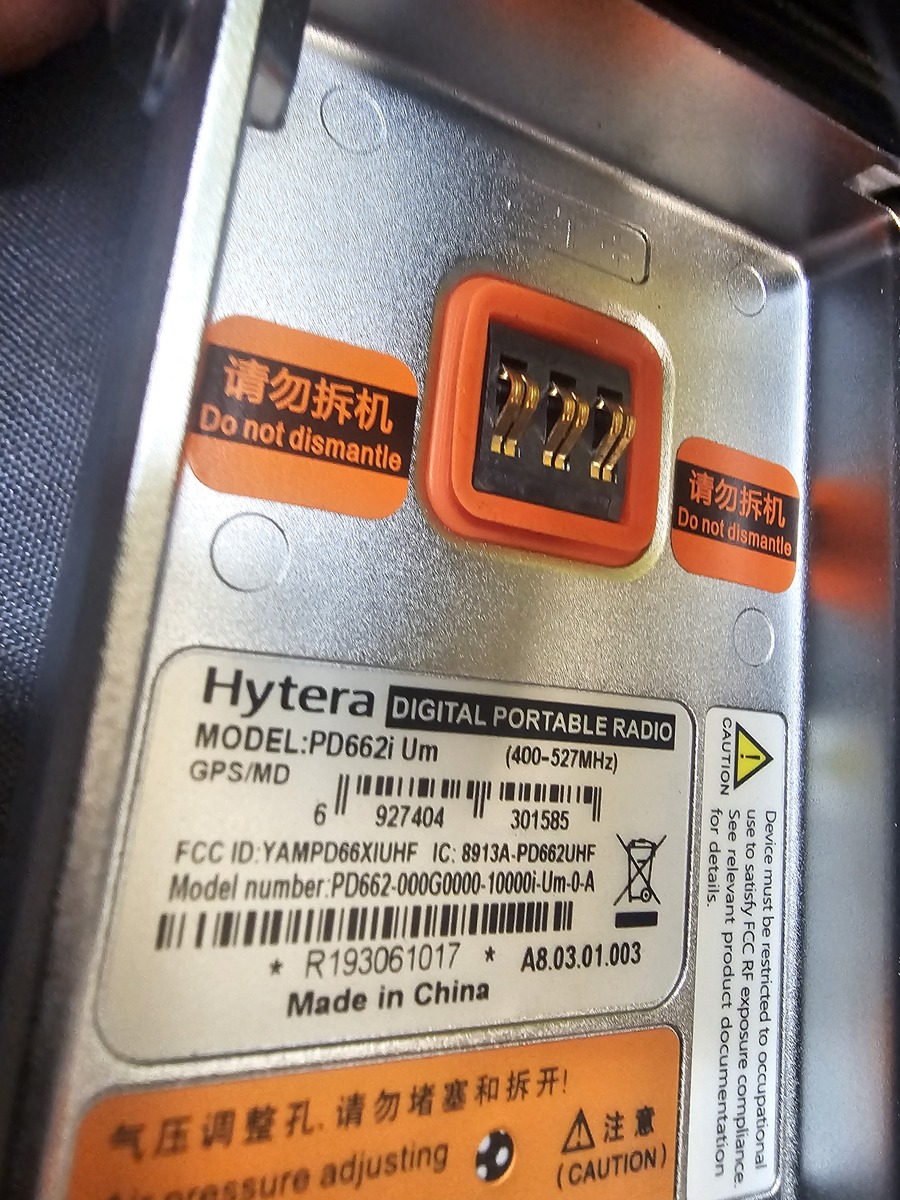 请勿拆机
Do not dismantle
请勿拆机
Do not dismantle
Hytera DIGITAL PORTABLE RADIO
MODEL:PD662i Um (400-527MHz)
GPS/MD
6 927404 301585
FCC ID:YAMPD66XIUHF IC: 8913A-PD662UHF
Model number:PD662-000G0000-10000i-Um-0-A
* R193061017 * A8.03.01.003
Made in China
CAUTION
Device must be restricted to occupational
use to satisfy FCC RF exposure compliance.
See relevant product documentation
for details.
气压调整孔,请勿堵塞和拆开!
pressure adjusting
注意
(CAUTION)